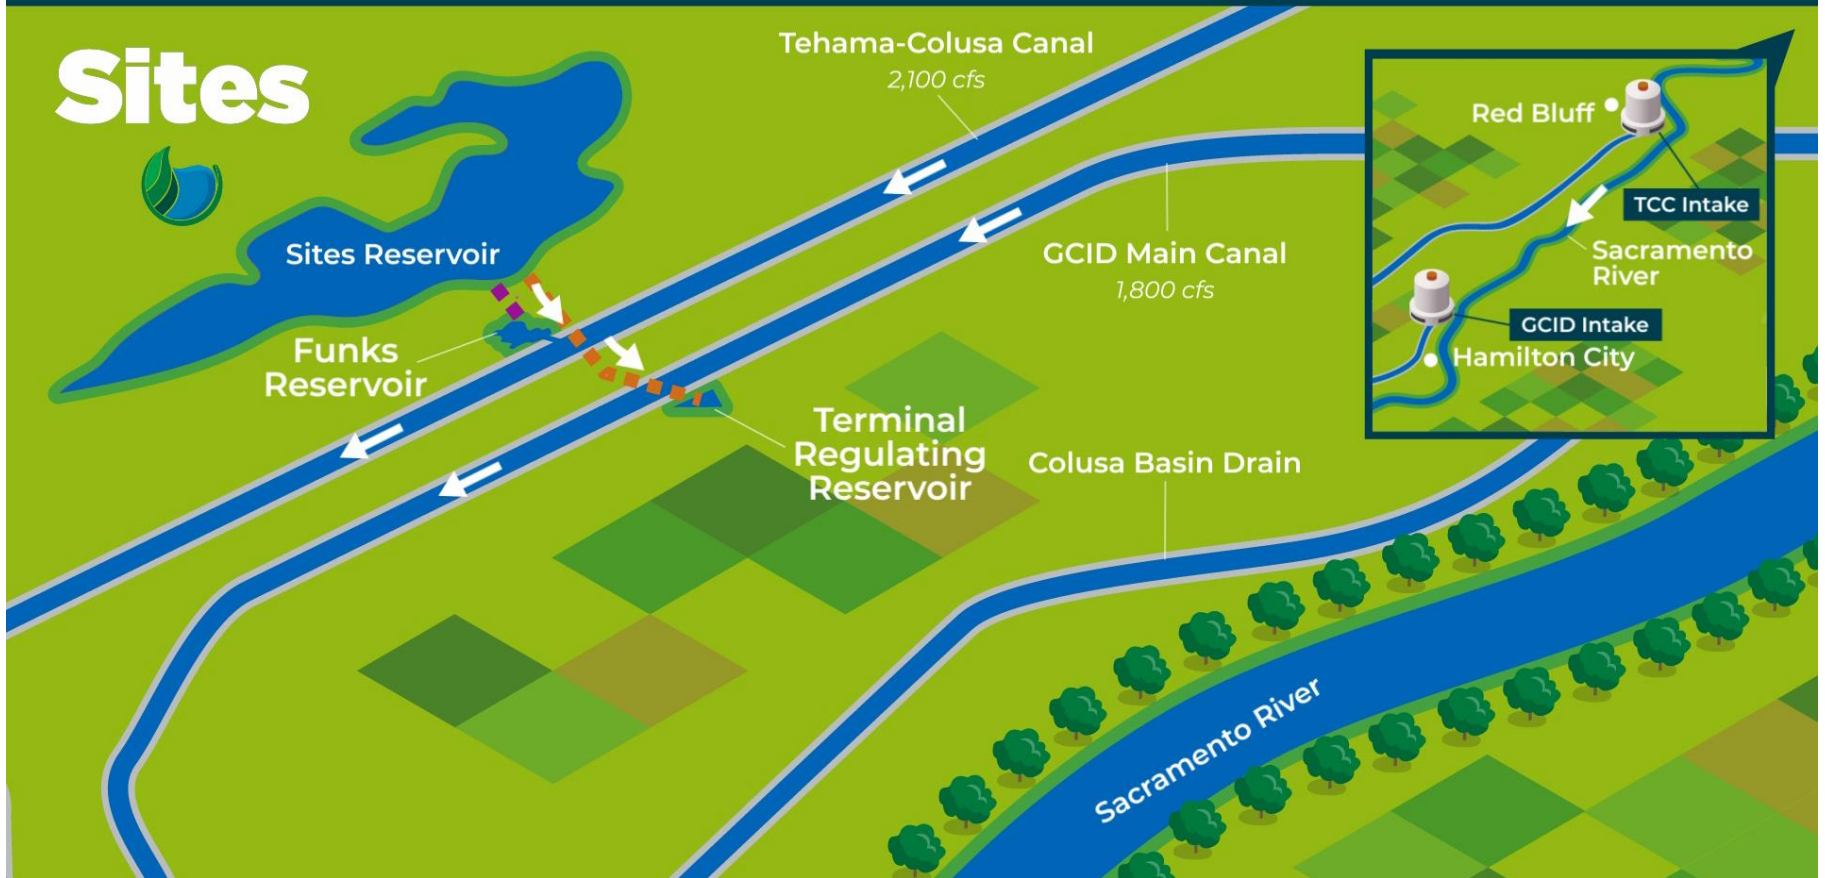 Sites
Tehama-Colusa Canal
2,100 cfs
Red Bluff
TCC Intake
Sacramento
River
GCID Intake
Hamilton City
Sites Reservoir
GCID Main Canal
1,800 cfs
Funks
Reservoir
Terminal
Regulating
Reservoir
Colusa Basin Drain
Sacramento River